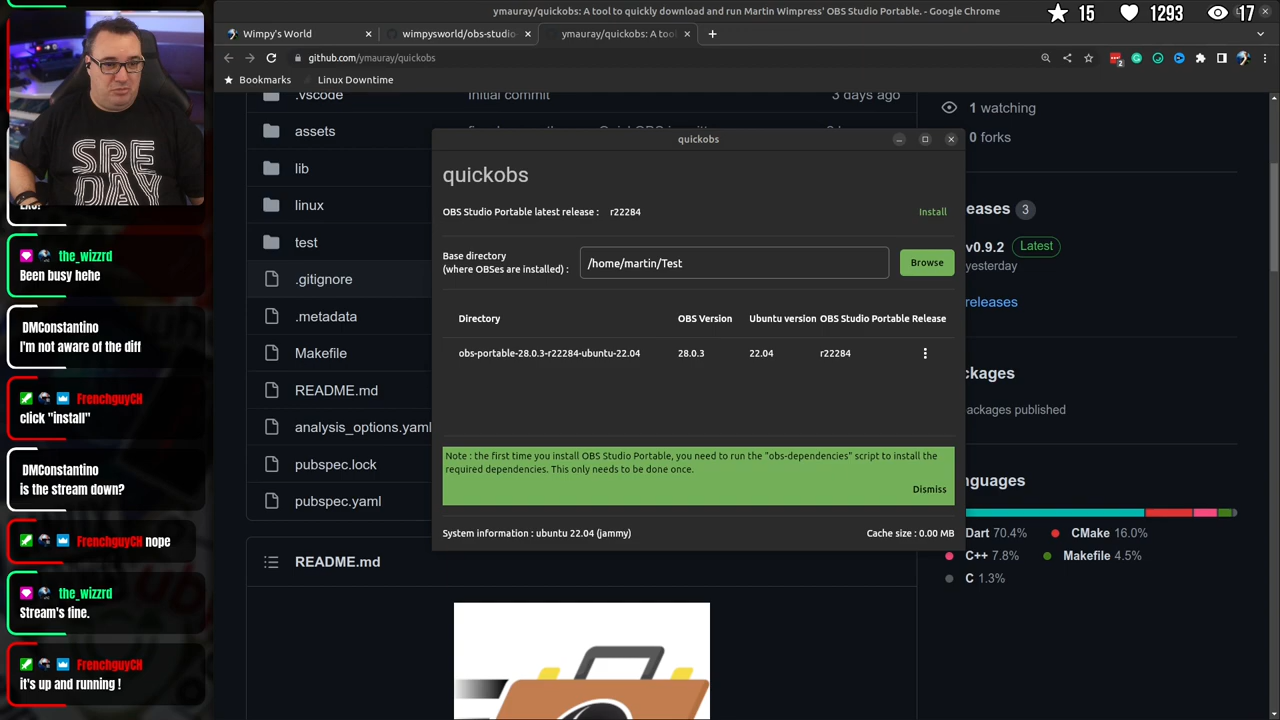 ymauray/quickobs: A tool to quickly download and run Martin Wimpress' OBS Studio Portable. - Google Chrome
15
1293
17
Wimpy's World
wimpysworld/obs-studio-
ymauray/quickobs: A tool
github.com/ymauray/quickobs
Bookmarks
Linux Downtime
.vscode
Initial commit
3 days ago
assets
lib
linux
test
.gitignore
.metadata
Makefile
README.md
analysis_options.yaml
pubspec.lock
pubspec.yaml
README.md
1 watching
0 forks
eases 3
v0.9.2 Latest
yesterday
releases
ckages
ackages published
nguages
Dart 70.4%
CMake 16.0%
C++ 7.8%
Makefile 4.5%
C 1.3%
quickobs
quickobs
OBS Studio Portable latest release : r22284
Install
Base directory
(where OBSes are installed) :
/home/martin/Test
Browse
Directory
OBS Version
Ubuntu version
OBS Studio Portable Release
obs-portable-28.0.3-r22284-ubuntu-22.04
28.0.3
22.04
r22284
Note : the first time you install OBS Studio Portable, you need to run the "obs-dependencies" script to install the
required dependencies. This only needs to be done once.
Dismiss
System information : ubuntu 22.04 (jammy)
Cache size : 0.00 MB
SRE
DAY
the_wizzrd
Been busy hehe
DMConstantino
I'm not aware of the diff
FrenchguyCH
click "install"
DMConstantino
is the stream down?
FrenchguyCH nope
the_wizzrd
Stream's fine.
FrenchguyCH
it's up and running !